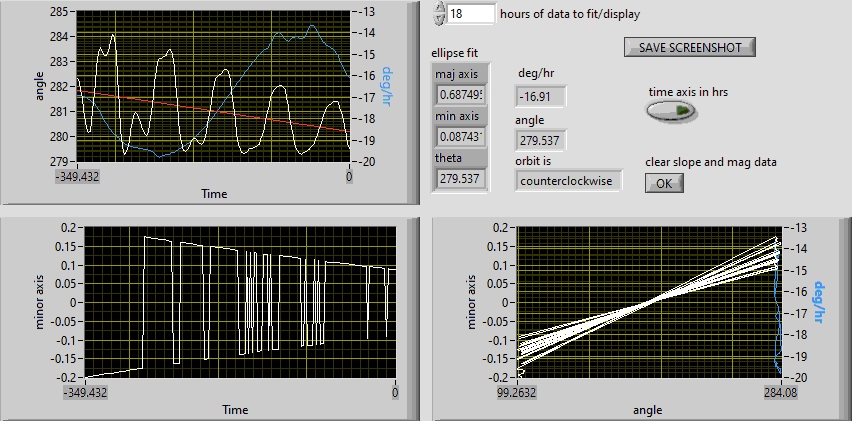 285
284
283
282
281
280
279
angle
-13
-14
-15
-16
-17
-18
-19
-20
deg/hr
-349.432
0
Time
18
hours of data to fit/display
SAVE SCREENSHOT
ellipse fit
maj axis
0.68749
min axis
0.08743
theta
279.537
deg/hr
-16.91
angle
279.537
orbit is
counterclockwise
time axis in hrs
clear slope and mag data
OK
0.2
0.15
0.1
0.05
0
-0.05
-0.1
-0.15
-0.2
minor axis
-349.432
0
Time
0.2
0.15
0.1
0.05
0
-0.05
-0.1
-0.15
-0.2
minor axis
-13
-14
-15
-16
-17
-18
-19
-20
deg/hr
99.2632
284.08
angle